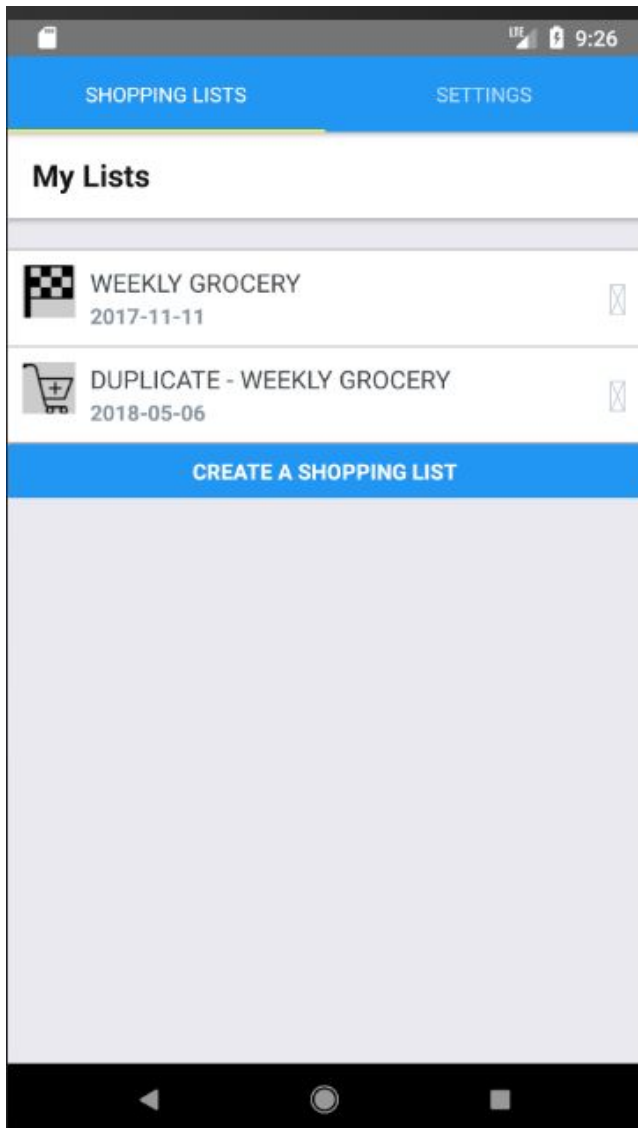 LTE 9:26
SHOPPING LISTS SETTINGS
My Lists
WEEKLY GROCERY
2017-11-11
DUPLICATE - WEEKLY GROCERY
2018-05-06
CREATE A SHOPPING LIST